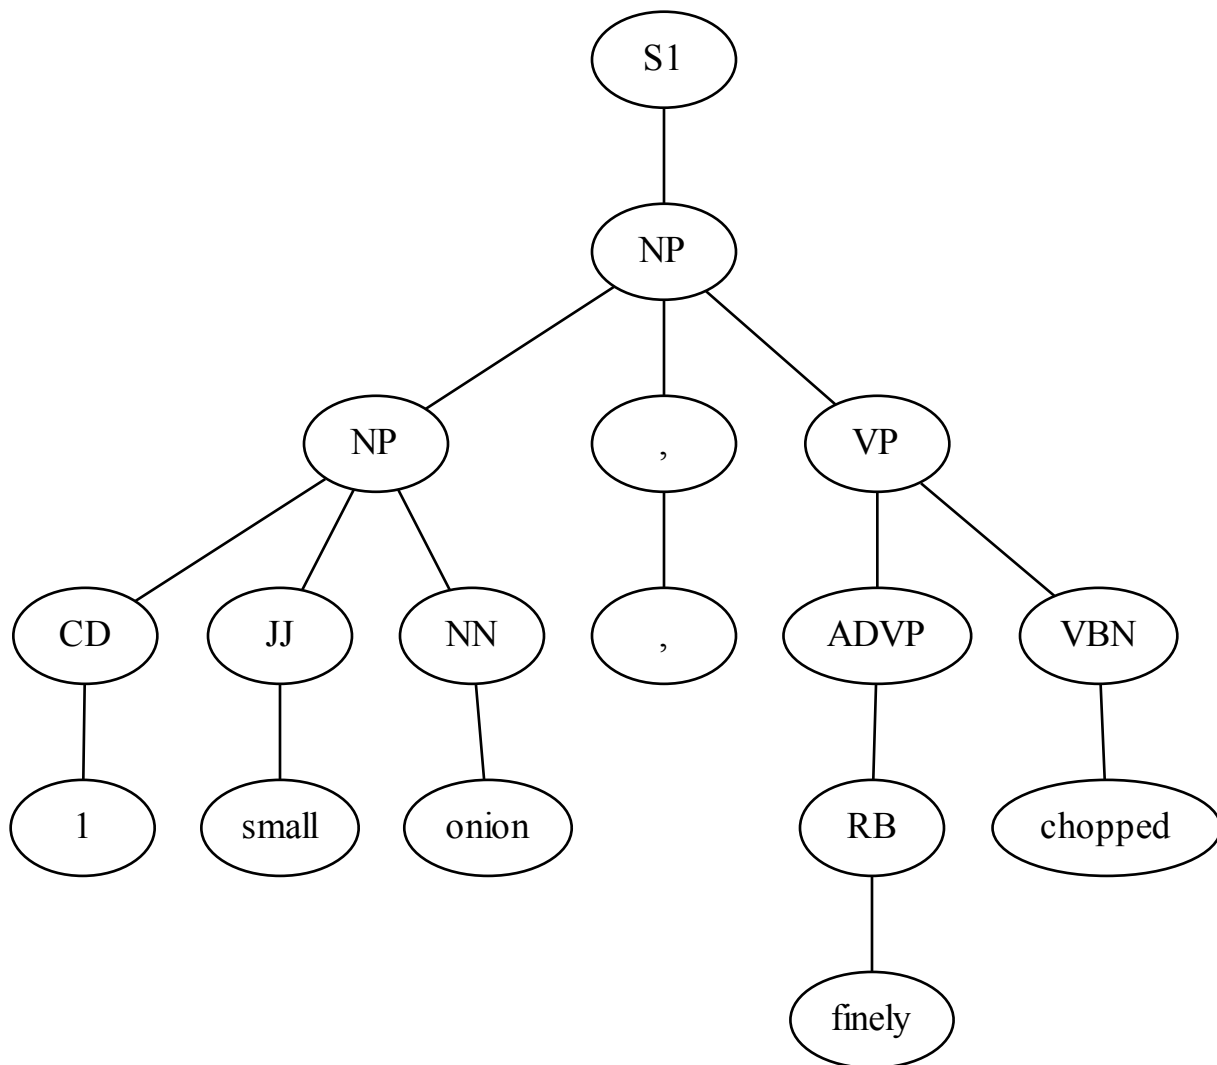 S1
NP
NP , VP
CD JJ NN , ADVP VBN
1 small onion RB chopped
finely